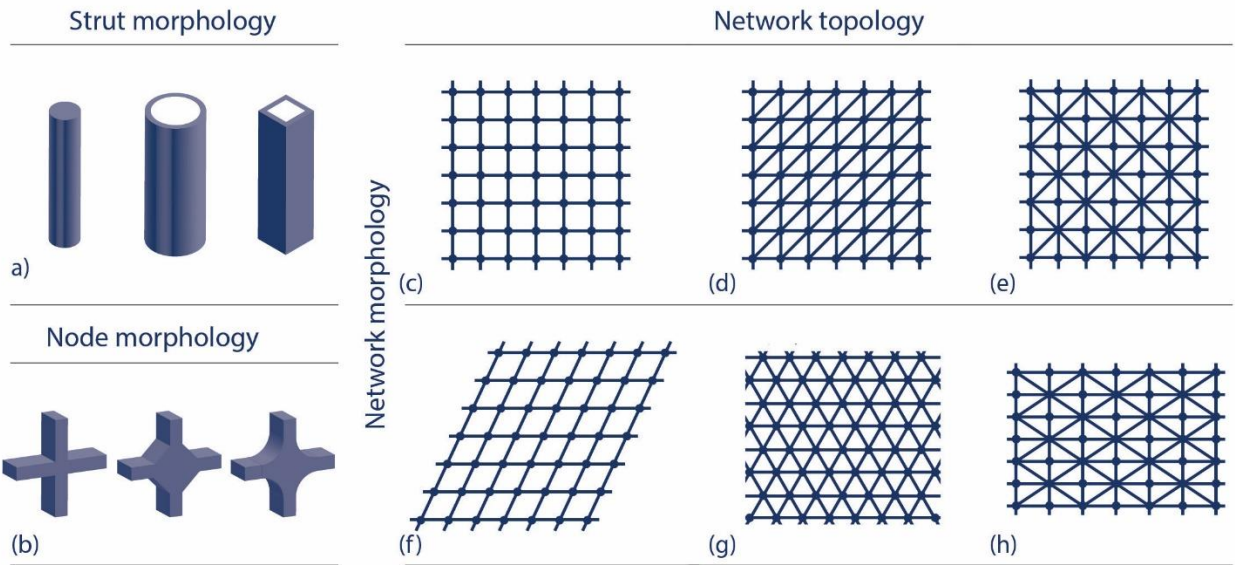 Strut morphology
Network topology
a)
(c)
(d)
(e)
Network morphology
Node morphology
(b)
(f)
(g)
(h)